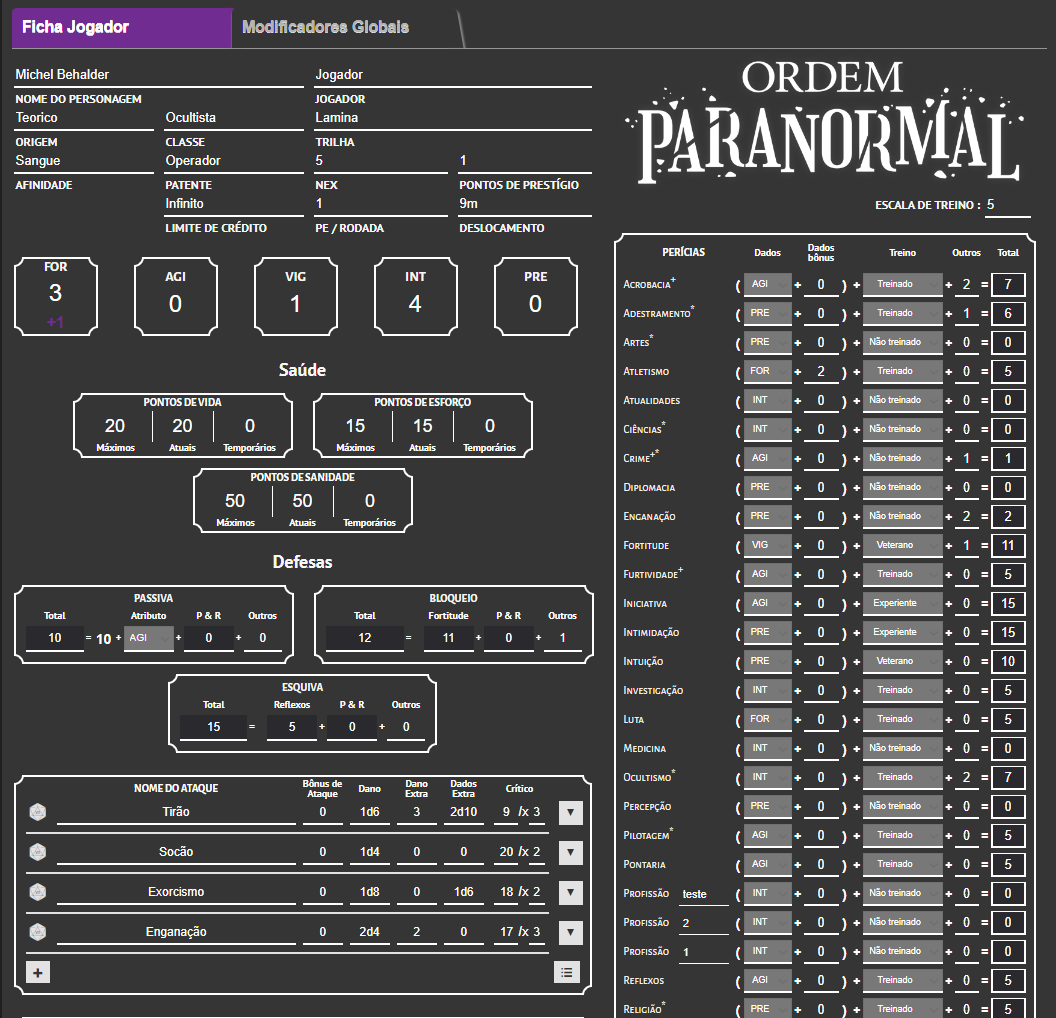 Ficha Jogador
Modificadores Globais
Michel Behalder
Jogador
NOME DO PERSONAGEM
JOGADOR
Teorico
Ocultista
Lamina
ORIGEM
CLASSE
TRILHA
Sangue
Operador
5
1
AFINIDADE
PATENTE
NEX
PONTOS DE PRESTÍGIO
Infinito
1
9m
LIMITE DE CRÉDITO
PE / RODADA
DESLOCAMENTO
FOR
3
+1
AGI
0
VIG
1
INT
4
PRE
0
Saúde
PONTOS DE VIDA
20 20 0
Máximos Atuais Temporários
PONTOS DE ESFORÇO
15 15 0
Máximos Atuais Temporários
PONTOS DE SANIDADE
50 50 0
Máximos Atuais Temporários
Defesas
PASSIVA
Total Atributo P & R Outros
10 = 10 + AGI + 0 + 0
BLOQUEIO
Total Fortitude P & R Outros
12 = 11 + 0 + 1
ESQUIVA
Total Reflexos P & R Outros
15 = 5 + 0 + 0
NOME DO ATAQUE Bônus de Ataque Dano Dano Extra Dados Extra Crítico
Tirão 0 1d6 3 2d10 9 /x 3 ▼
Socão 0 1d4 0 0 20 /x 2 ▼
Exorcismo 0 1d8 0 1d6 18 /x 2 ▼
Enganação 0 2d4 2 0 17 /x 3 ▼
+
ORDEM
PARANORMAL
ESCALA DE TREINO : 5
PERÍCIAS Dados Dados bônus Treino Outros Total
ACROBACIA+ ( AGI + 0 ) + Treinado + 2 = 7
ADESTRAMENTO* ( PRE + 0 ) + Treinado + 1 = 6
ARTES* ( PRE + 0 ) + Não treinado + 0 = 0
ATLETISMO ( FOR + 2 ) + Treinado + 0 = 5
ATUALIDADES ( INT + 0 ) + Não treinado + 0 = 0
CIÊNCIAS* ( INT + 0 ) + Não treinado + 0 = 0
CRIME+* ( AGI + 0 ) + Não treinado + 1 = 1
DIPLOMACIA ( PRE + 0 ) + Não treinado + 0 = 0
ENGANAÇÃO ( PRE + 0 ) + Não treinado + 2 = 2
FORTITUDE ( VIG + 0 ) + Veterano + 1 = 11
FURTIVIDADE+ ( AGI + 0 ) + Treinado + 0 = 5
INICIATIVA ( AGI + 0 ) + Experiente + 0 = 15
INTIMIDAÇÃO ( PRE + 0 ) + Experiente + 0 = 15
INTUIÇÃO ( PRE + 0 ) + Veterano + 0 = 10
INVESTIGAÇÃO ( INT + 0 ) + Treinado + 0 = 5
LUTA ( FOR + 0 ) + Treinado + 0 = 5
MEDICINA ( INT + 0 ) + Não treinado + 0 = 0
OCULTISMO* ( INT + 0 ) + Treinado + 2 = 7
PERCEPÇÃO ( PRE + 0 ) + Não treinado + 0 = 0
PILOTAGEM* ( AGI + 0 ) + Treinado + 0 = 5
PONTARIA ( AGI + 0 ) + Treinado + 0 = 5
PROFISSÃO teste ( INT + 0 ) + Não treinado + 0 = 0
PROFISSÃO 2 ( INT + 0 ) + Não treinado + 0 = 0
PROFISSÃO 1 ( INT + 0 ) + Não treinado + 0 = 0
REFLEXOS ( AGI + 0 ) + Treinado + 0 = 5
RELIGIÃO* ( PRE + 0 ) + Treinado + 0 = 5